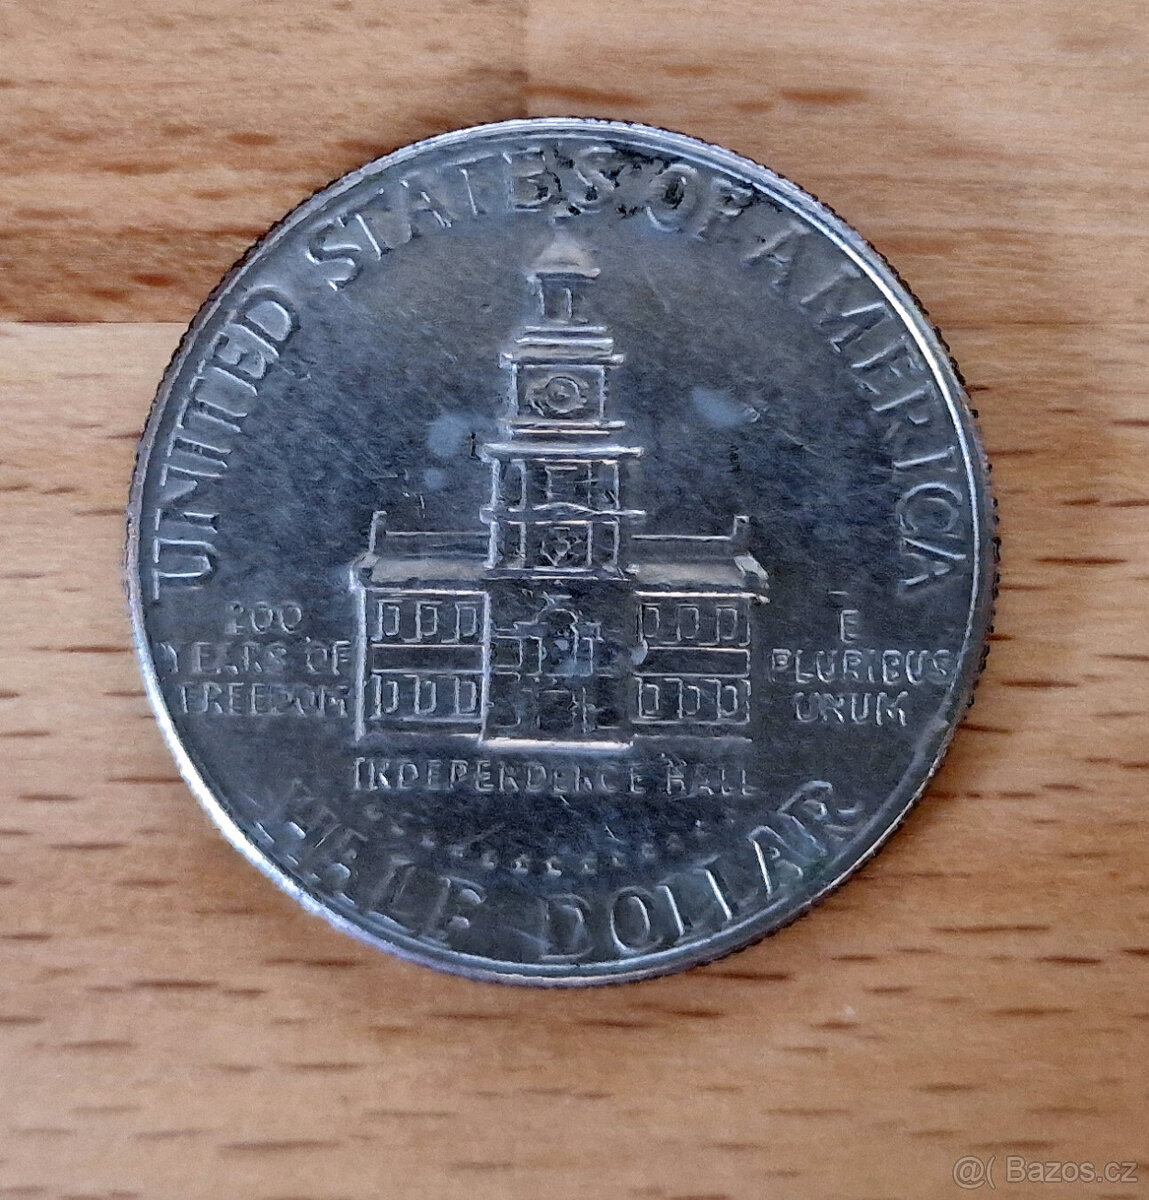 UNITED STATES OF AMERICA
200
YEARS OF
FREEDOM
E
PLURIBUS
UNUM
INDEPENDENCE HALL
HALF DOLLAR
@( Bazos.cz